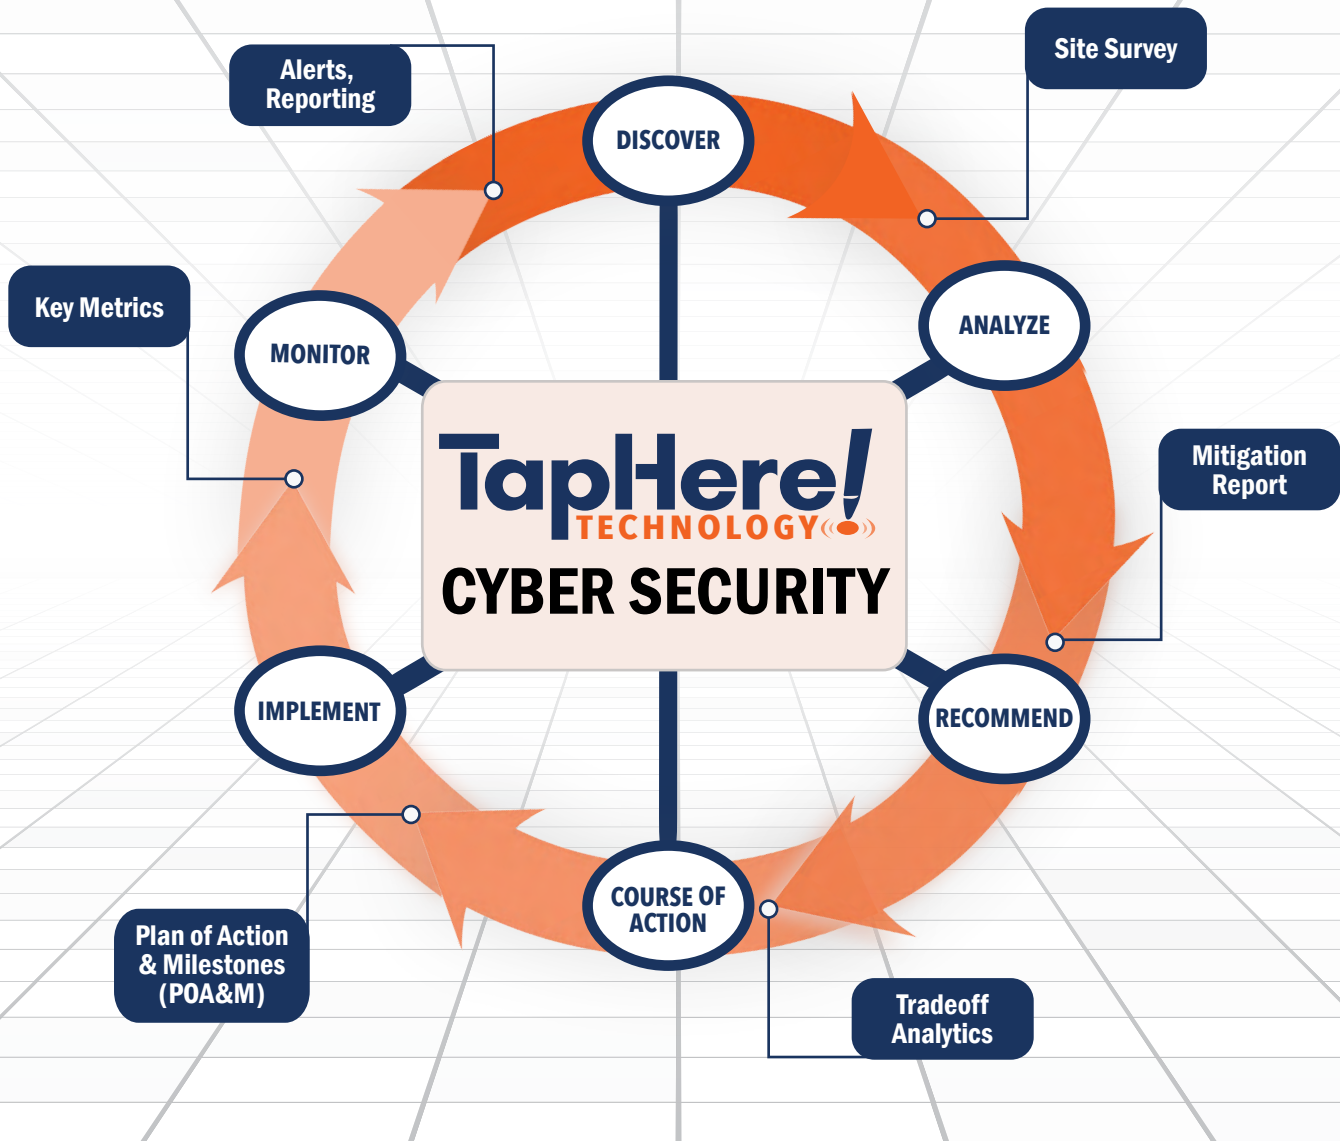 Site Survey
Alerts,
Reporting
DISCOVER
Key Metrics
MONITOR
ANALYZE
Mitigation
Report
TapHere!
TECHNOLOGY
CYBER SECURITY
IMPLEMENT
RECOMMEND
COURSE OF
ACTION
Plan of Action
& Milestones
(POA&M)
Tradeoff
Analytics